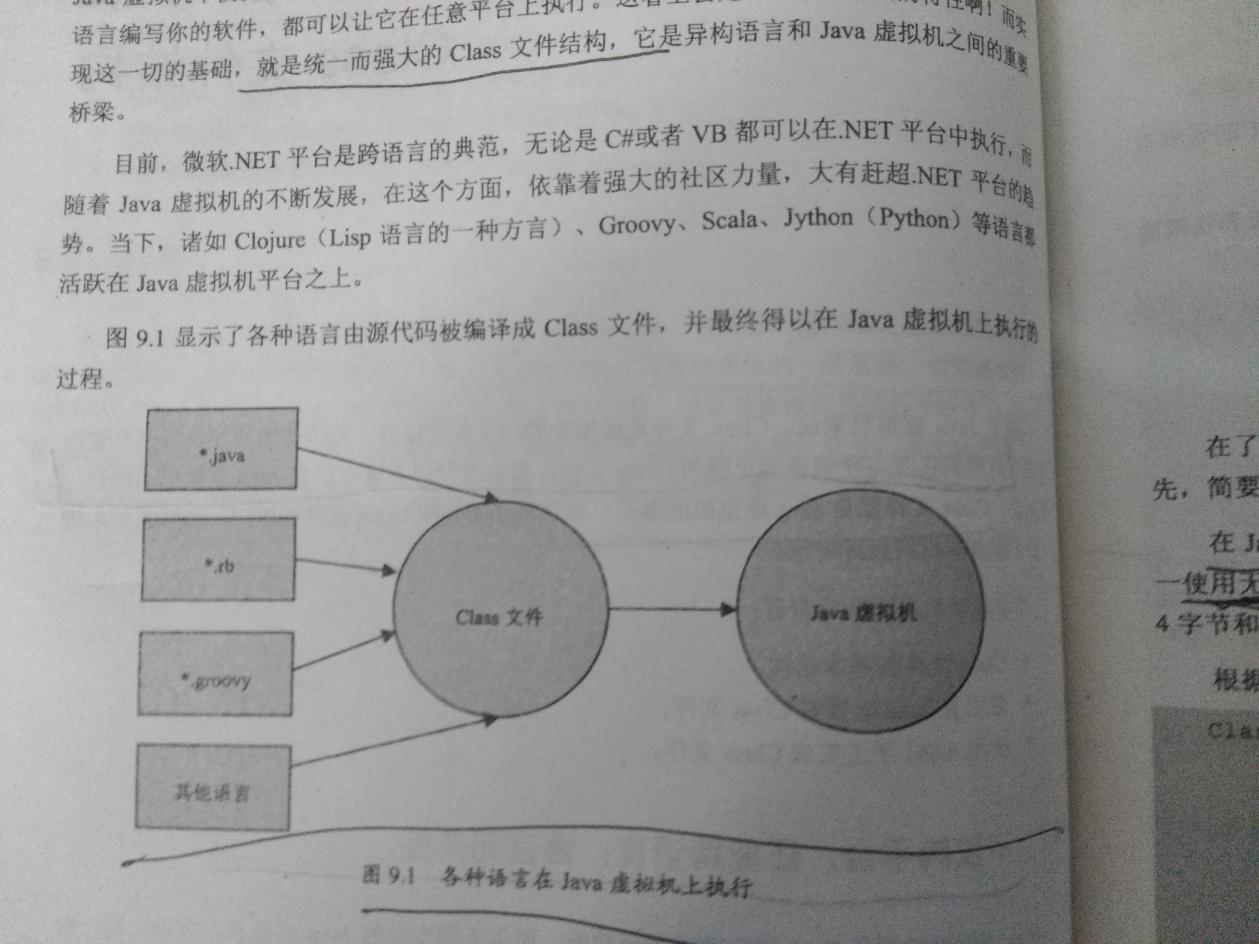 语言编写你的软件，都可以让它在任意平台上执行。
特性啊！而实
现这一切的基础，就是统一而强大的 Class 文件结构，它是异构语言和 Java 虚拟机之间的重要
桥梁。
目前，微软.NET 平台是跨语言的典范，无论是 C#或者 VB 都可以在.NET 平台中执行，而
随着 Java 虚拟机的不断发展，在这个方面，依靠着强大的社区力量，大有赶超.NET 平台的趋
势。当下，诸如 Clojure（Lisp 语言的一种方言）、Groovy、Scala、Jython（Python）等语言都
活跃在 Java 虚拟机平台之上。
图 9.1 显示了各种语言由源代码被编译成 Class 文件，并最终得以在 Java 虚拟机上执行的
过程。
*.java
*.rb
*.groovy
其他语言
Class 文件
Java 虚拟机
图 9.1 各种语言在 Java 虚拟机上执行
在了
先，简要
在 Ja
一使用无
4 字节和
根据
Clas